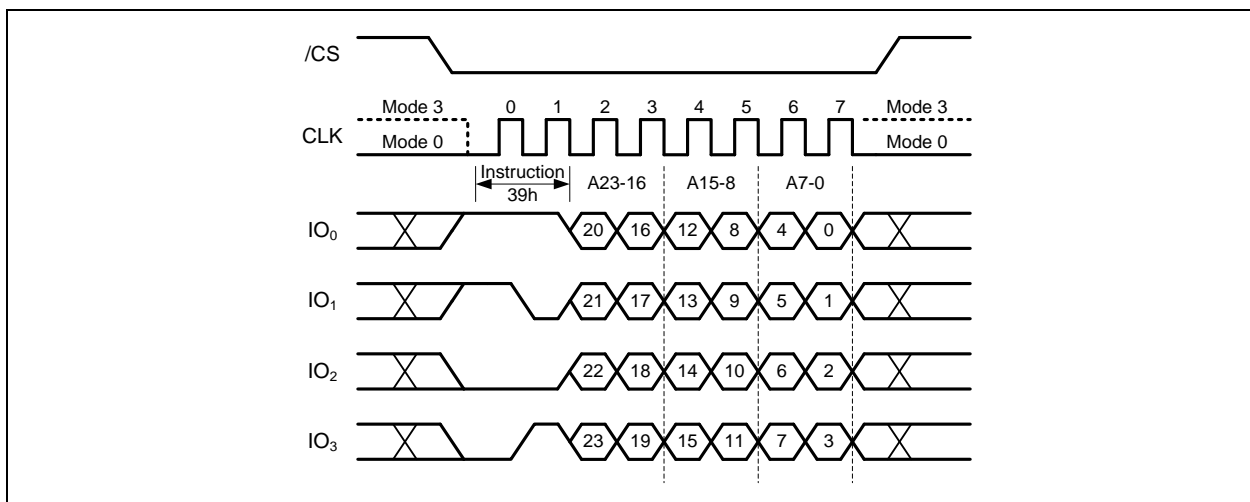 /CS
Mode 3 0 1 2 3 4 5 6 7 Mode 3
CLK
Mode 0 Mode 0
Instruction
39h
A23-16 A15-8 A7-0
IO₀ 20 16 12 8 4 0
IO₁ 21 17 13 9 5 1
IO₂ 22 18 14 10 6 2
IO₃ 23 19 15 11 7 3